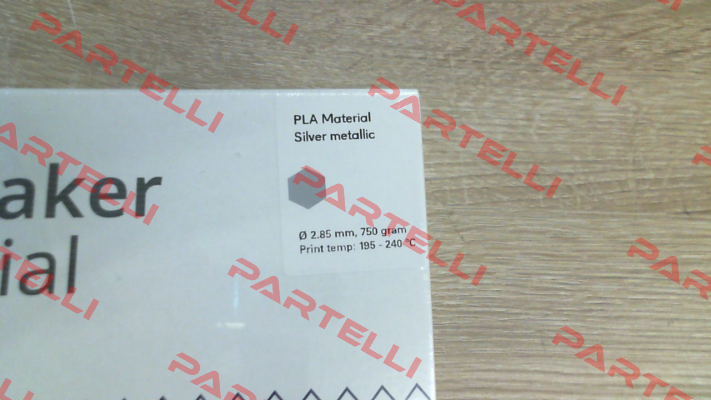 PLA Material
Silver metallic
aker
ial
Ø 2.85 mm, 750 gram
Print temp: 195 - 240 °C
PARTELLI
PARTELLI
PARTELLI
PARTELLI
PARTELLI
PARTELLI
PARTELLI